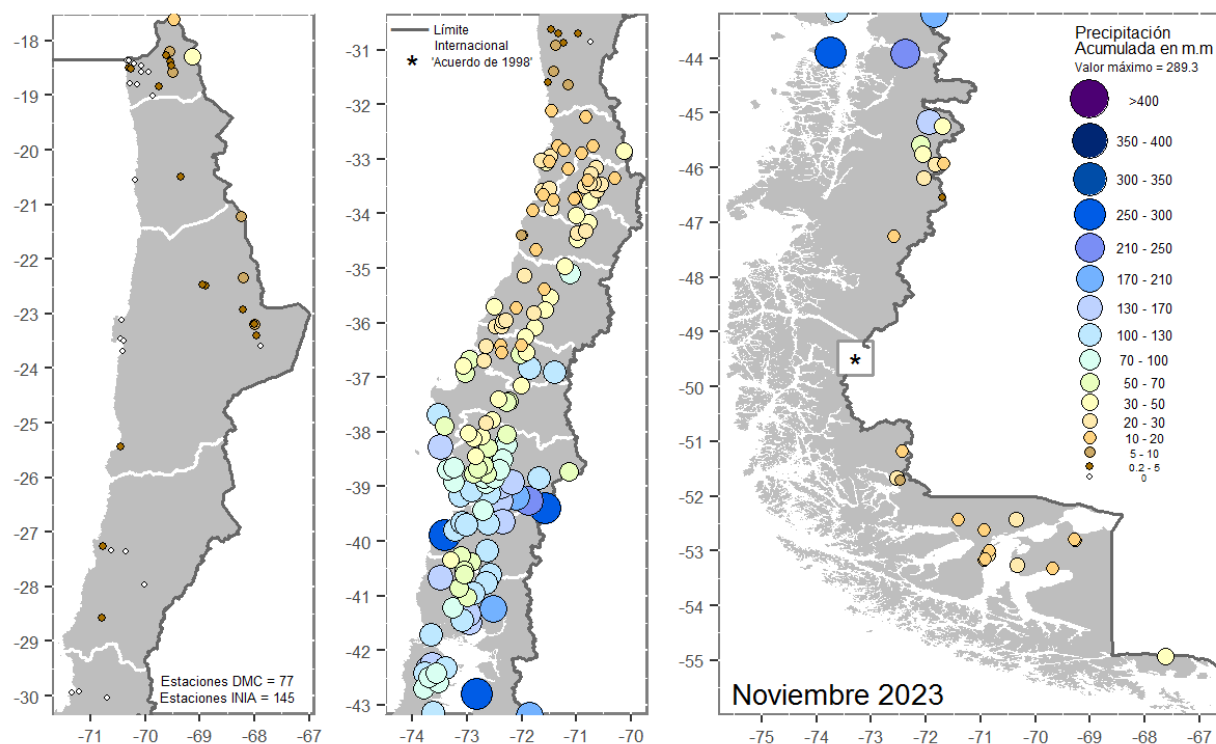 -18
-19
-20
-21
-22
-23
-24
-25
-26
-27
-28
-29
-30
Estaciones DMC = 77
Estaciones INIA = 145
-71
-70
-69
-68
-67
Límite
Internacional
* 'Acuerdo de 1998'
-31
-32
-33
-34
-35
-36
-37
-38
-39
-40
-41
-42
-43
-74
-73
-72
-71
-70
Precipitación
Acumulada en m.m
Valor máximo = 289.3
>400
350 - 400
300 - 350
250 - 300
210 - 250
170 - 210
130 - 170
100 - 130
70 - 100
50 - 70
30 - 50
20 - 30
10 - 20
5 - 10
0.2 - 5
0
*
-44
-45
-46
-47
-48
-49
-50
-51
-52
-53
-54
-55
Noviembre 2023
-75
-74
-73
-72
-71
-70
-69
-68
-67